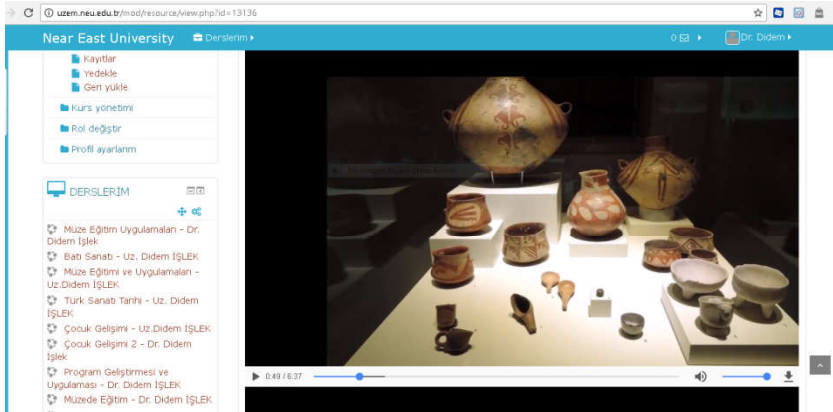 uzem.neu.edu.tr/mod/resource/view.php?id=13136
Near East University
Derslerim
0
Dr. Didem
Kayıtlar
Yedekle
Geri yükle
Kurs yönetimi
Rol değiştir
Profil ayarlarım
DERSLERİM
Müze Eğitim Uygulamaları - Dr.
Didem İşlek
Batı Sanatı - Uz. Didem İŞLEK
Müze Eğitimi ve Uygulamaları -
Uz.Didem İŞLEK
Türk Sanatı Tarihi - Uz. Didem
İŞLEK
Çocuk Gelişimi - Uz.Didem İŞLEK
Çocuk Gelişimi 2 - Dr. Didem
İşlek
Program Geliştirmesi ve
Uygulaması - Dr. Didem İŞLEK
Müzede Eğitim - Dr. Didem İŞLEK
0:49 / 6:37